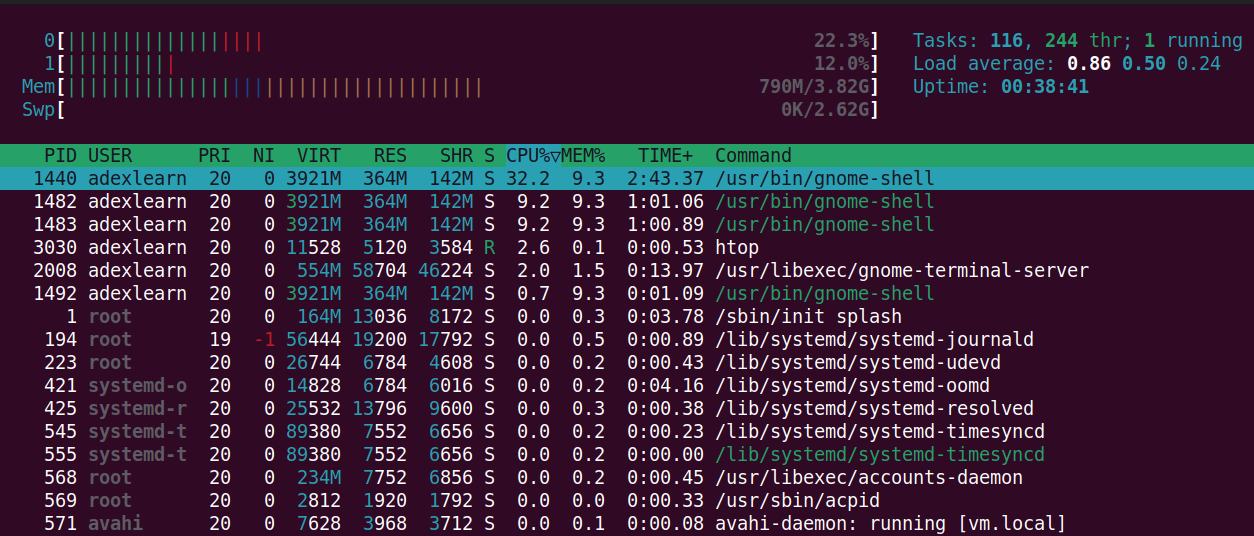 0[|||||||||||||||||| 22.3%] Tasks: 116, 244 thr; 1 running
1[|||||||||| 12.0%] Load average: 0.86 0.50 0.24
Mem[|||||||||||||||||||||||||||||||||||||| 790M/3.82G] Uptime: 00:38:41
Swp[ 0K/2.62G]
PID USER PRI NI VIRT RES SHR S CPU%▽MEM% TIME+ Command
1440 adexlearn 20 0 3921M 364M 142M S 32.2 9.3 2:43.37 /usr/bin/gnome-shell
1482 adexlearn 20 0 3921M 364M 142M S 9.2 9.3 1:01.06 /usr/bin/gnome-shell
1483 adexlearn 20 0 3921M 364M 142M S 9.2 9.3 1:00.89 /usr/bin/gnome-shell
3030 adexlearn 20 0 11528 5120 3584 R 2.6 0.1 0:00.53 htop
2008 adexlearn 20 0 554M 58704 46224 S 2.0 1.5 0:13.97 /usr/libexec/gnome-terminal-server
1492 adexlearn 20 0 3921M 364M 142M S 0.7 9.3 0:01.09 /usr/bin/gnome-shell
1 root 20 0 164M 13036 8172 S 0.0 0.3 0:03.78 /sbin/init splash
194 root 19 -1 56444 19200 17792 S 0.0 0.5 0:00.89 /lib/systemd/systemd-journald
223 root 20 0 26744 6784 4608 S 0.0 0.2 0:00.43 /lib/systemd/systemd-udevd
421 systemd-o 20 0 14828 6784 6016 S 0.0 0.2 0:04.16 /lib/systemd/systemd-oomd
425 systemd-r 20 0 25532 13796 9600 S 0.0 0.3 0:00.38 /lib/systemd/systemd-resolved
545 systemd-t 20 0 89380 7552 6656 S 0.0 0.2 0:00.23 /lib/systemd/systemd-timesyncd
555 systemd-t 20 0 89380 7552 6656 S 0.0 0.2 0:00.00 /lib/systemd/systemd-timesyncd
568 root 20 0 234M 7752 6856 S 0.0 0.2 0:00.45 /usr/libexec/accounts-daemon
569 root 20 0 2812 1920 1792 S 0.0 0.0 0:00.33 /usr/sbin/acpid
571 avahi 20 0 7628 3968 3712 S 0.0 0.1 0:00.08 avahi-daemon: running [vm.local]